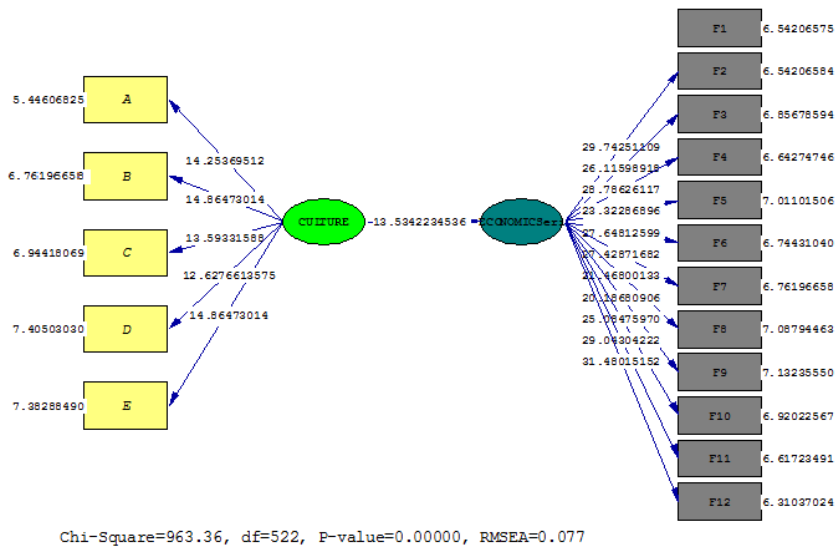 5.44606825 A
6.76196658 B
6.94418069 C
7.40503030 D
7.38288490 E
14.25369512
14.86473014
13.59331588
12.6276613575
14.86473014
CULTURE
13.5342234536
29.74251109
26.11598918
28.78626117
23.32286896
27.64812599
27.42871682
21.46800133
20.18680906
25.08475970
29.04304222
31.48015152
F1 6.54206575
F2 6.54206584
F3 6.85678594
F4 6.64274746
F5 7.01101506
F6 6.74431040
F7 6.76196658
F8 7.08794463
F9 7.13235550
F10 6.92022567
F11 6.61723491
F12 6.31037024
Chi-Square=963.36, df=522, P-value=0.00000, RMSEA=0.077